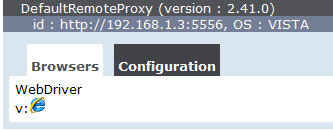 DefaultRemoteProxy (version : 2.41.0)
id : http://192.168.1.3:5556, OS : VISTA
Browsers Configuration
WebDriver
v: